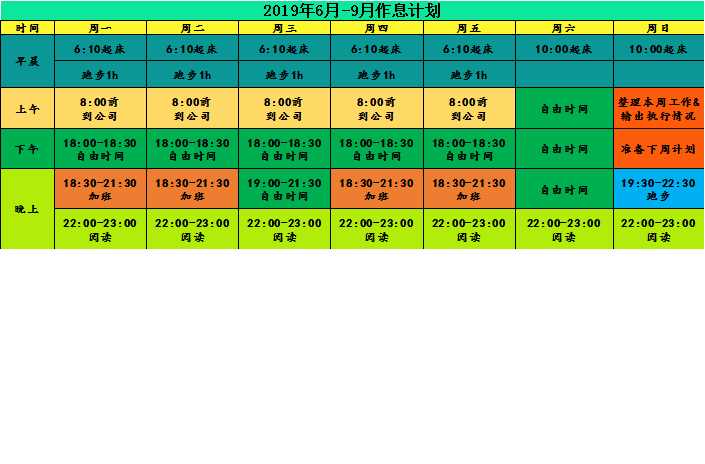 2019年6月-9月作息计划
时间 周一 周二 周三 周四 周五 周六 周日
早晨 6:10起床 6:10起床 6:10起床 6:10起床 6:10起床 10:00起床 10:00起床
跑步1h 跑步1h 跑步1h 跑步1h 跑步1h
上午 8:00前 8:00前 8:00前 8:00前 8:00前 自由时间 整理本周工作&
到公司 到公司 到公司 到公司 到公司 输出执行情况
下午 18:00-18:30 18:00-18:30 18:00-18:30 18:00-18:30 18:00-18:30 自由时间 准备下周计划
自由时间 自由时间 自由时间 自由时间 自由时间
晚上 18:30-21:30 18:30-21:30 19:00-21:30 18:30-21:30 18:30-21:30 自由时间 19:30-22:30
加班 加班 自由时间 加班 加班 跑步
22:00-23:00 22:00-23:00 22:00-23:00 22:00-23:00 22:00-23:00 22:00-23:00 22:00-23:00
阅读 阅读 阅读 阅读 阅读 阅读 阅读